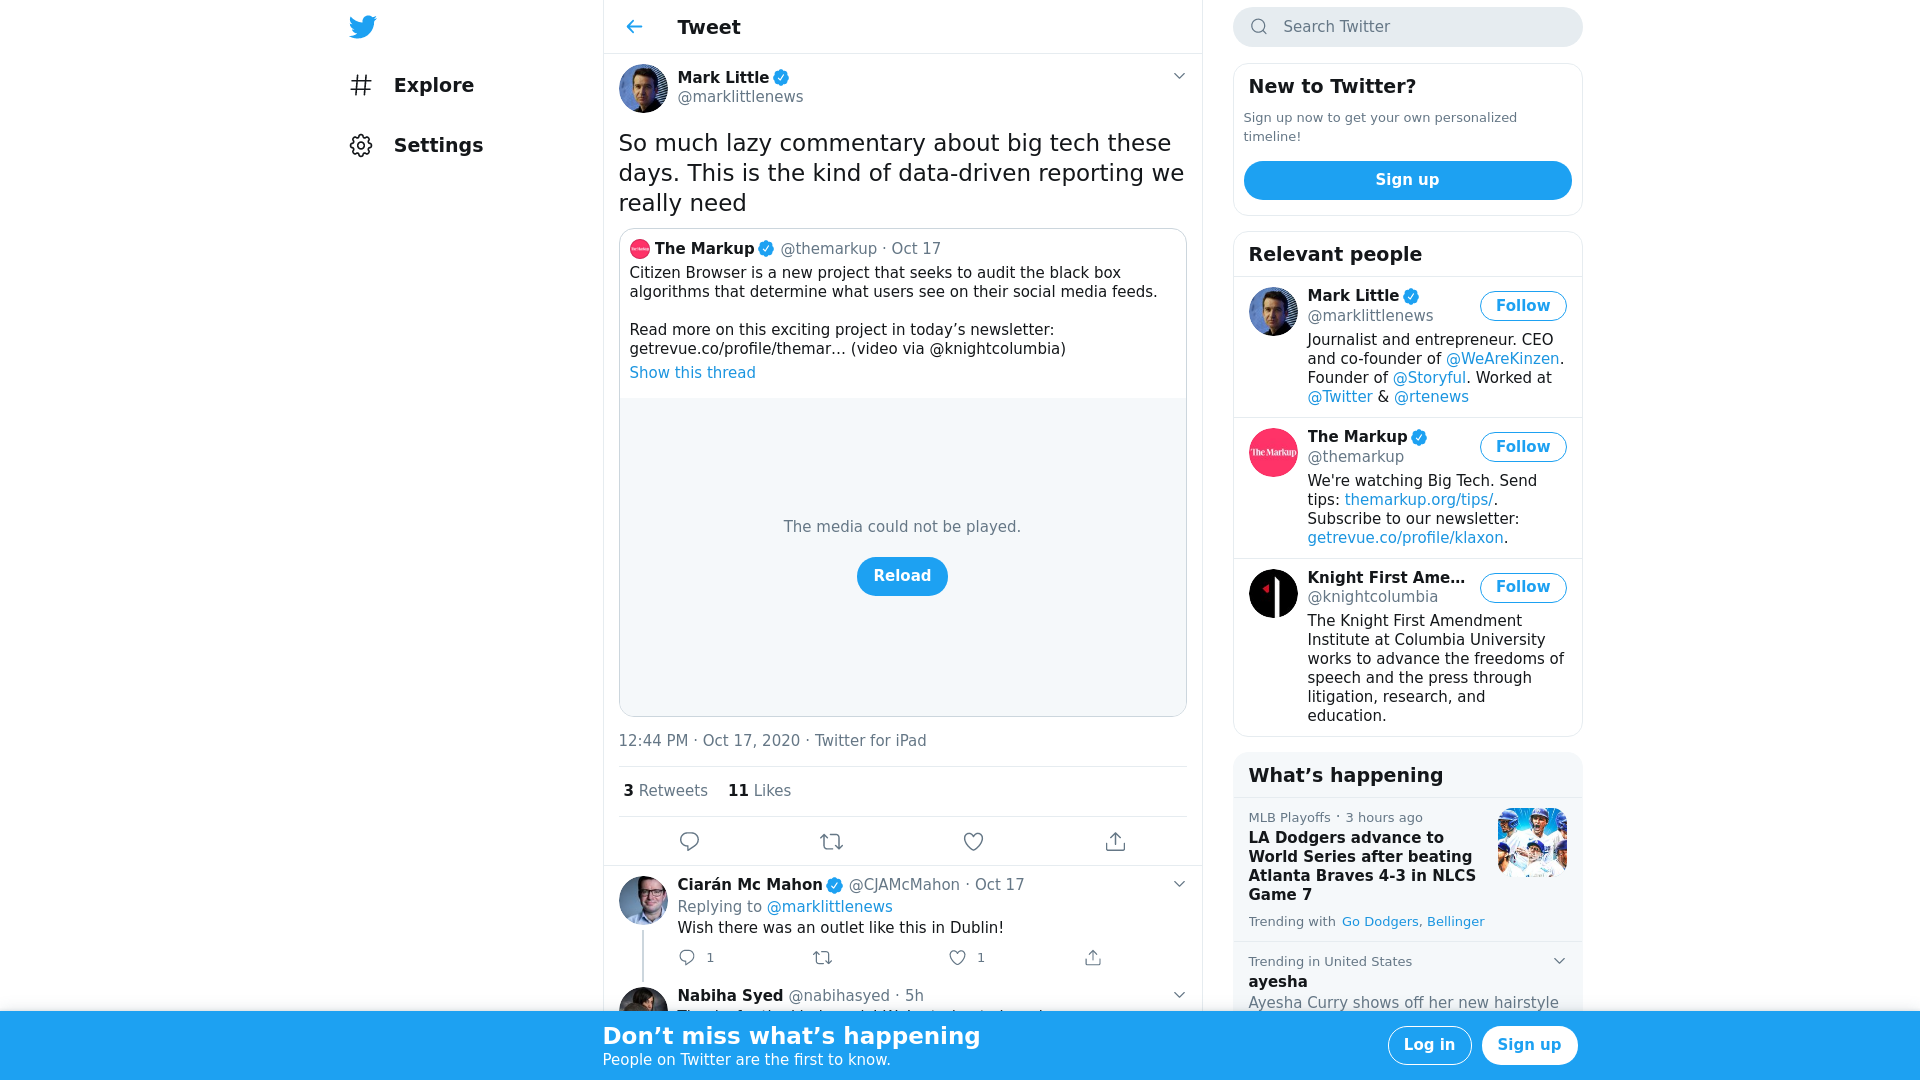 Explore
Settings
Tweet
Mark Little
@marklittlenews
So much lazy commentary about big tech these
days. This is the kind of data-driven reporting we
really need
The Markup @themarkup · Oct 17
Citizen Browser is a new project that seeks to audit the black box
algorithms that determine what users see on their social media feeds.
Read more on this exciting project in today’s newsletter:
getrevue.co/profile/themar… (video via @knightcolumbia)
Show this thread
The media could not be played.
Reload
12:44 PM · Oct 17, 2020 · Twitter for iPad
3 Retweets 11 Likes
Ciarán Mc Mahon @CJAMcMahon · Oct 17
Replying to @marklittlenews
Wish there was an outlet like this in Dublin!
1 1
Nabiha Syed @nabihasyed · 5h
Search Twitter
New to Twitter?
Sign up now to get your own personalized
timeline!
Sign up
Relevant people
Mark Little
@marklittlenews
Follow
Journalist and entrepreneur. CEO
and co-founder of @WeAreKinzen.
Founder of @Storyful. Worked at
@Twitter & @rtenews
The Markup
The Markup
@themarkup
Follow
We're watching Big Tech. Send
tips: themarkup.org/tips/.
Subscribe to our newsletter:
getrevue.co/profile/klaxon.
Knight First Ame…
@knightcolumbia
Follow
The Knight First Amendment
Institute at Columbia University
works to advance the freedoms of
speech and the press through
litigation, research, and
education.
What’s happening
MLB Playoffs · 3 hours ago
LA Dodgers advance to
World Series after beating
Atlanta Braves 4-3 in NLCS
Game 7
Trending with Go Dodgers, Bellinger
Trending in United States
ayesha
Ayesha Curry shows off her new hairstyle
Don’t miss what’s happening
People on Twitter are the first to know.
Log in
Sign up